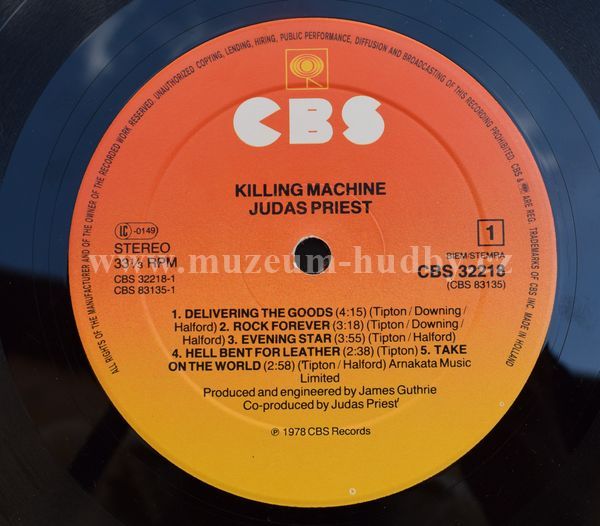 ALL RIGHTS OF THE MANUFACTURER AND OF THE OWNER OF THE RECORDED WORK RESERVED. UNAUTHORIZED COPYING, LENDING, HIRING, PUBLIC PERFORMANCE, DIFFUSION AND BROADCASTING OF THIS RECORD PROHIBITED. CBS & ARE REG. TRADEMARKS OF CBS INC. MADE IN HOLLAND
CBS
KILLING MACHINE
JUDAS PRIEST
IC -0149
STEREO
33⅓ RPM
CBS 32218-1
CBS 83135-1
1
BIEM/STEMRA
CBS 32218
(CBS 83135)
www.muzeum-hudby.cz
1. DELIVERING THE GOODS (4:15) (Tipton / Downing /
Halford) 2. ROCK FOREVER (3:18) (Tipton / Downing /
Halford) 3. EVENING STAR (3:55) (Tipton / Halford)
4. HELL BENT FOR LEATHER (2:38) (Tipton) 5. TAKE
ON THE WORLD (2:58) (Tipton / Halford) Arnakata Music
Limited
Produced and engineered by James Guthrie
Co-produced by Judas Priest
℗ 1978 CBS Records